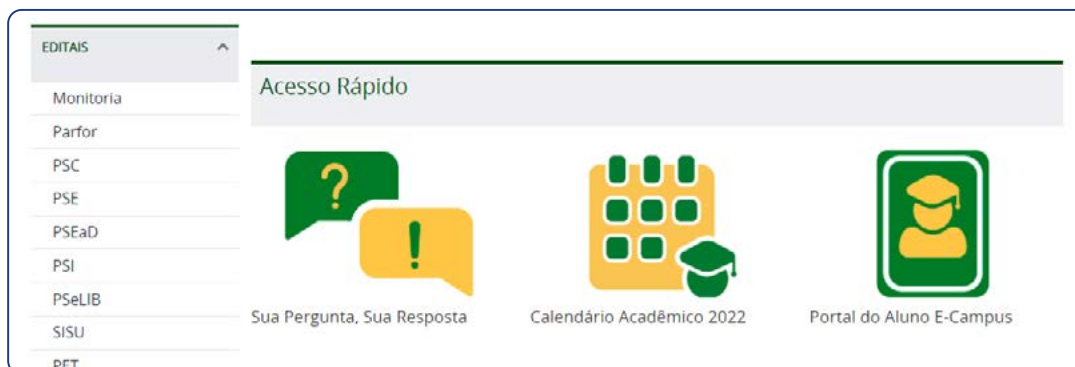 EDITAIS
Monitoria
Parfor
PSC
PSE
PSEaD
PSI
PSeLIB
SISU
PET
Acesso Rápido
?
!
Sua Pergunta, Sua Resposta
Calendário Acadêmico 2022
Portal do Aluno E-Campus